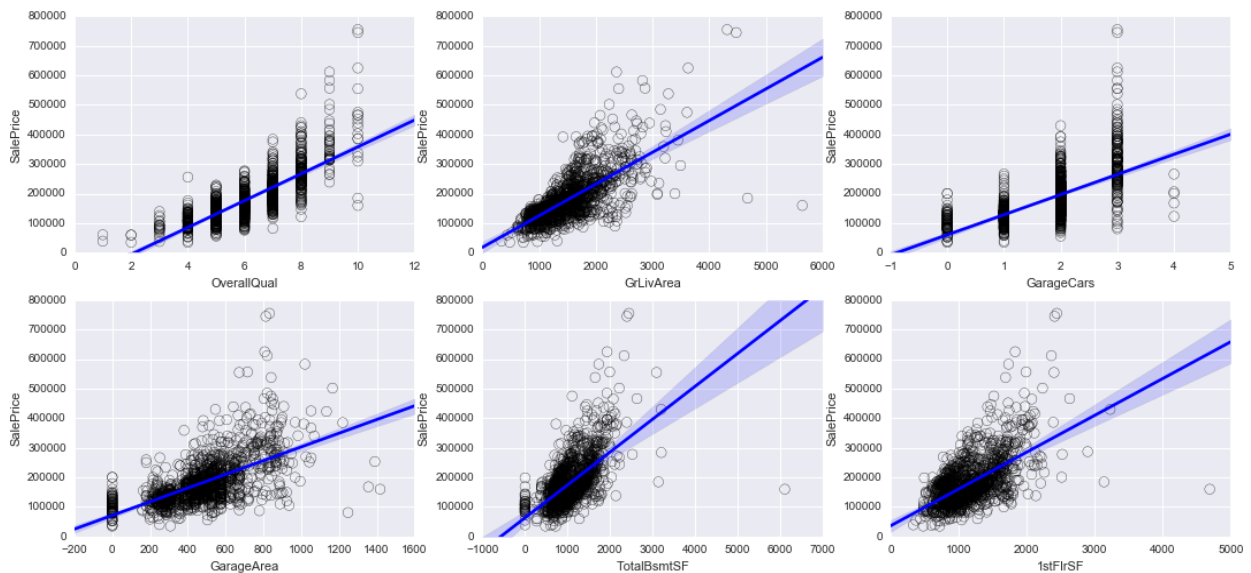 800000 700000 600000 500000 400000 300000 200000 100000 0
SalePrice
0 2 4 6 8 10 12
OverallQual
800000 700000 600000 500000 400000 300000 200000 100000 0
SalePrice
0 1000 2000 3000 4000 5000 6000
GrLivArea
800000 700000 600000 500000 400000 300000 200000 100000 0
SalePrice
−1 0 1 2 3 4 5
GarageCars
800000 700000 600000 500000 400000 300000 200000 100000 0
SalePrice
−200 0 200 400 600 800 1000 1200 1400 1600
GarageArea
800000 700000 600000 500000 400000 300000 200000 100000 0
SalePrice
−1000 0 1000 2000 3000 4000 5000 6000 7000
TotalBsmtSF
800000 700000 600000 500000 400000 300000 200000 100000 0
SalePrice
0 1000 2000 3000 4000 5000
1stFlrSF